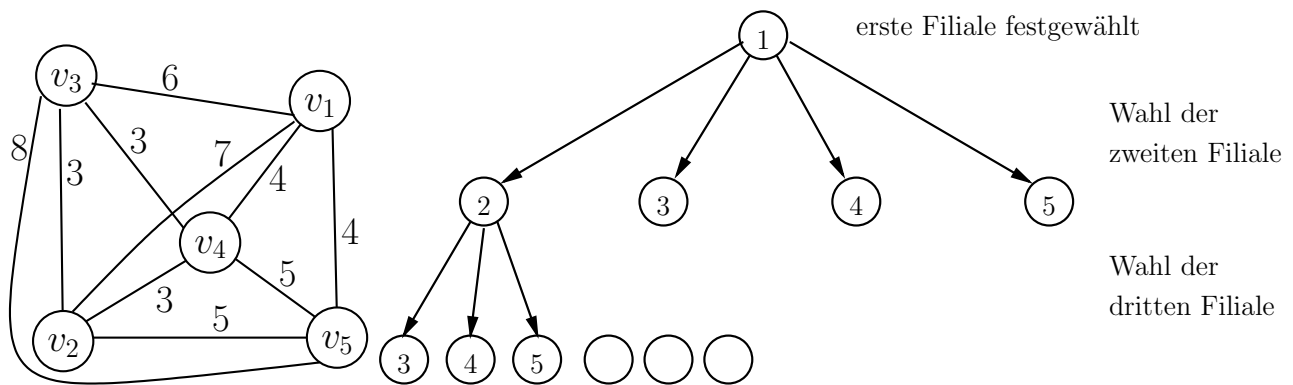 v3
v1
v4
v2
v5
6
3
7
4
8
3
4
5
3
5
1
erste Filiale festgewählt
2
3
4
5
Wahl der
zweiten Filiale
3
4
5
Wahl der
dritten Filiale